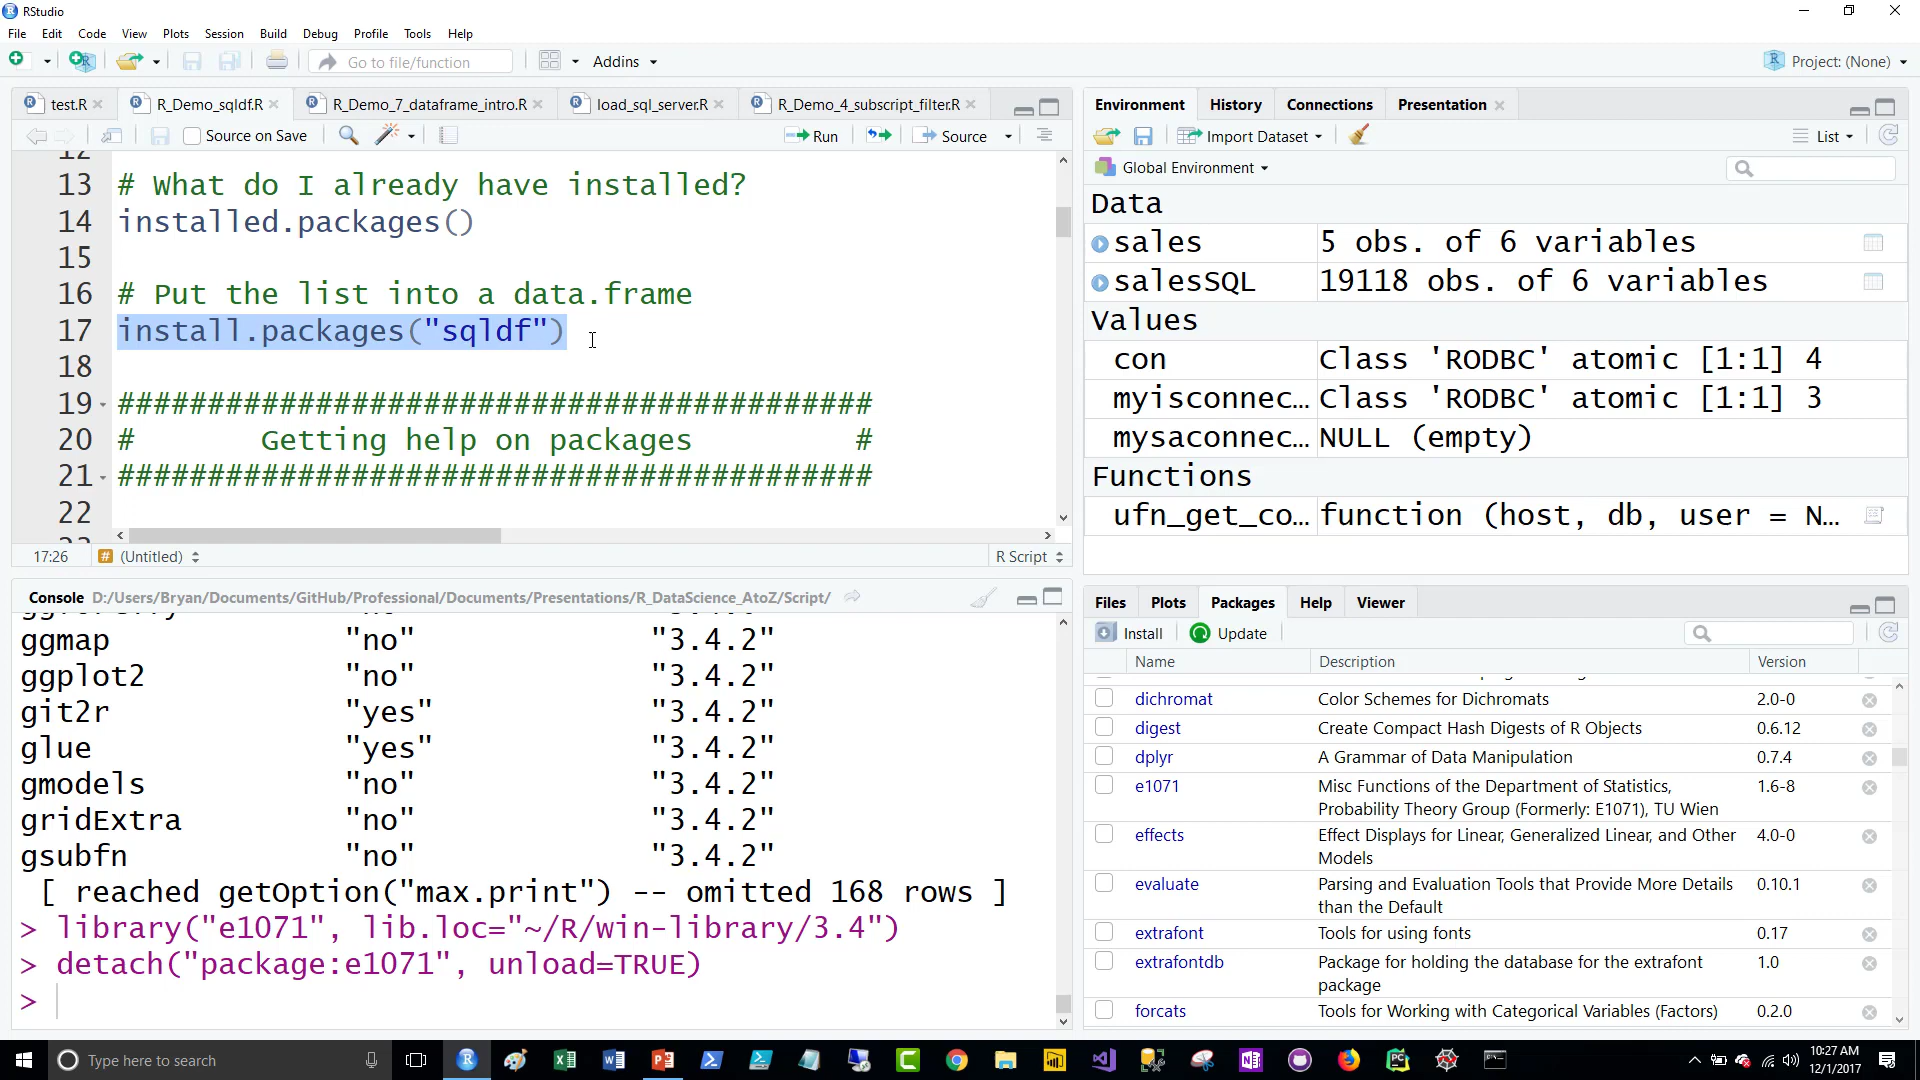 RStudio
File Edit Code View Plots Session Build Debug Profile Tools Help
Go to file/function
Addins
Project: (None)
test.R
R_Demo_sqldf.R
R_Demo_7_dataframe_intro.R
load_sql_server.R
R_Demo_4_subscript_filter.R
Source on Save
Run
Source
12
13 # What do I already have installed?
14 installed.packages()
15
16 # Put the list into a data.frame
17 install.packages("sqldf")
18
19 ##########################################
20 # Getting help on packages #
21 ##########################################
22
17:26 (Untitled) R Script
Console D:/Users/Bryan/Documents/GitHub/Professional/Documents/Presentations/R_DataScience_AtoZ/Script/
ggmap "no" "3.4.2"
ggplot2 "no" "3.4.2"
git2r "yes" "3.4.2"
glue "yes" "3.4.2"
gmodels "no" "3.4.2"
gridExtra "no" "3.4.2"
gsubfn "no" "3.4.2"
[ reached getOption("max.print") -- omitted 168 rows ]
> library("e1071", lib.loc="~/R/win-library/3.4")
> detach("package:e1071", unload=TRUE)
>
Environment History Connections Presentation
Import Dataset List
Global Environment
Data
sales 5 obs. of 6 variables
salesSQL 19118 obs. of 6 variables
Values
con Class 'RODBC' atomic [1:1] 4
myisconnec… Class 'RODBC' atomic [1:1] 3
mysaconnec… NULL (empty)
Functions
ufn_get_co… function (host, db, user = N…
Files Plots Packages Help Viewer
Install Update
Name Description Version
dichromat Color Schemes for Dichromats 2.0-0
digest Create Compact Hash Digests of R Objects 0.6.12
dplyr A Grammar of Data Manipulation 0.7.4
e1071 Misc Functions of the Department of Statistics, 1.6-8
Probability Theory Group (Formerly: E1071), TU Wien
effects Effect Displays for Linear, Generalized Linear, and Other 4.0-0
Models
evaluate Parsing and Evaluation Tools that Provide More Details 0.10.1
than the Default
extrafont Tools for using fonts 0.17
extrafontdb Package for holding the database for the extrafont 1.0
package
forcats Tools for Working with Categorical Variables (Factors) 0.2.0
Type here to search
10:27 AM
12/1/2017